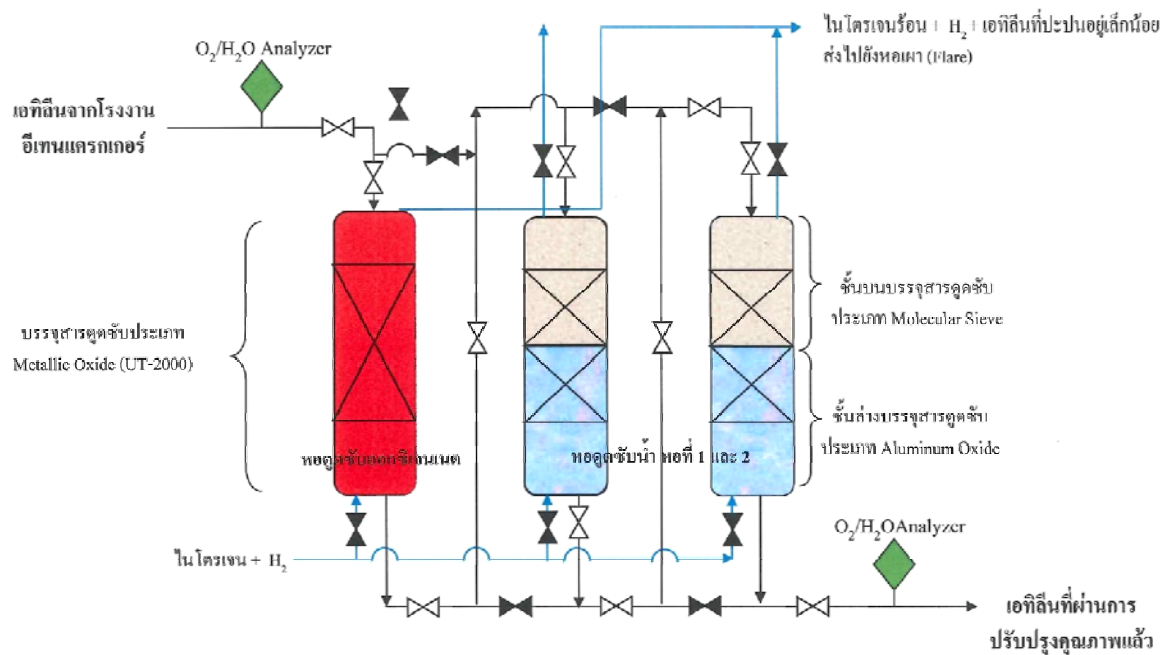 ไนโตรเจนร้อน + H₂ + เอทิลีนที่ปะปนอยู่เล็กน้อย
ส่งไปยังหอเผา (Flare)
O₂/H₂O Analyzer
เอทิลีนจากโรงงาน
อีเทนแครกเกอร์
บรรจุสารดูดซับประเภท
Metallic Oxide (UT-2000)
ชั้นบนบรรจุสารดูดซับ
ประเภท Molecular Sieve
ชั้นล่างบรรจุสารดูดซับ
ประเภท Aluminum Oxide
หอดูดซับน้ำ หอที่ 1 และ 2
O₂/H₂OAnalyzer
ไนโตรเจน + H₂
เอทิลีนที่ผ่านการ
ปรับปรุงคุณภาพแล้ว